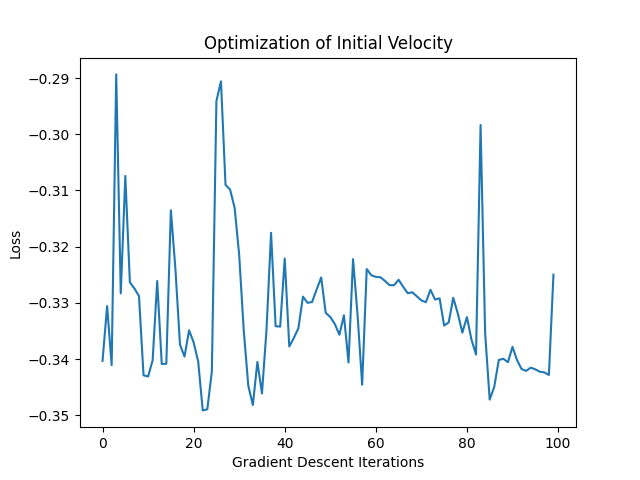 Optimization of Initial Velocity
−0.29
−0.30
−0.31
−0.32
−0.33
−0.34
−0.35
Loss
0 20 40 60 80 100
Gradient Descent Iterations